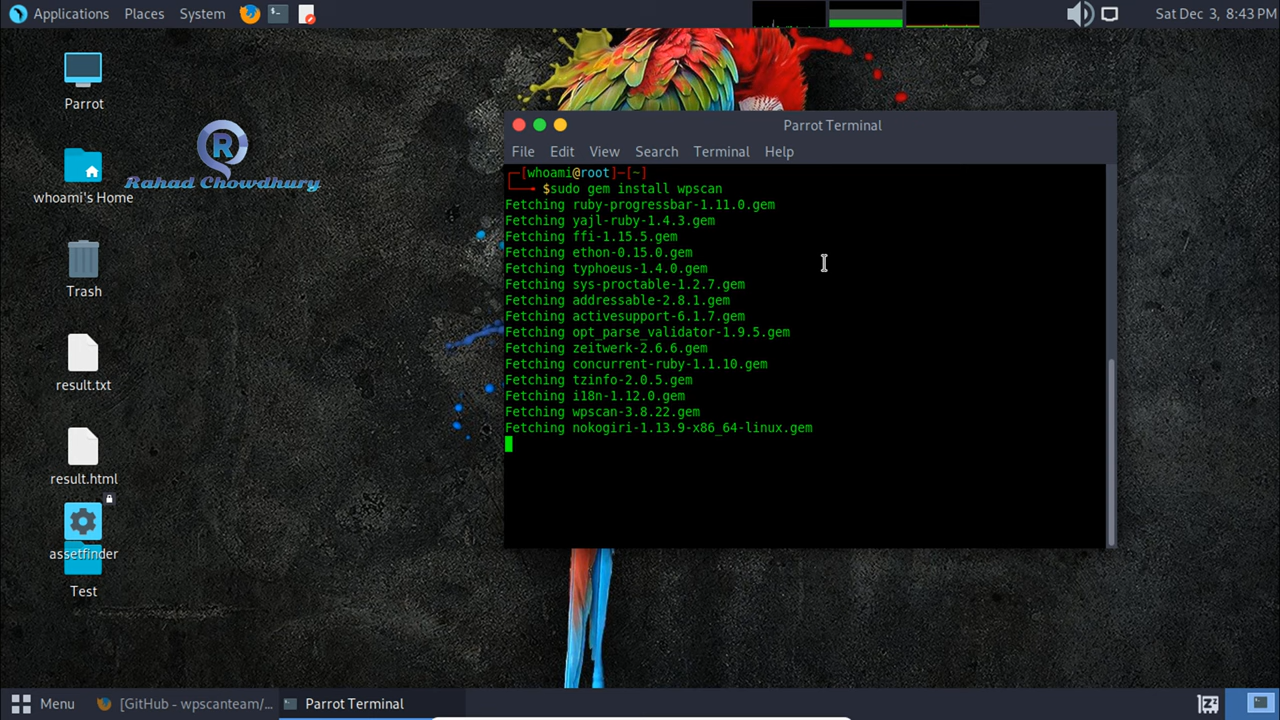 Applications Places System
Sat Dec 3, 8:43 PM
Parrot
whoami's Home
Trash
result.txt
result.html
assetfinder
Test
R
Rahad Chowdhury
Parrot Terminal
File Edit View Search Terminal Help
┌─[whoami@root]─[~]
└──╼ $sudo gem install wpscan
Fetching ruby-progressbar-1.11.0.gem
Fetching yajl-ruby-1.4.3.gem
Fetching ffi-1.15.5.gem
Fetching ethon-0.15.0.gem
Fetching typhoeus-1.4.0.gem
Fetching sys-proctable-1.2.7.gem
Fetching addressable-2.8.1.gem
Fetching activesupport-6.1.7.gem
Fetching opt_parse_validator-1.9.5.gem
Fetching zeitwerk-2.6.6.gem
Fetching concurrent-ruby-1.1.10.gem
Fetching tzinfo-2.0.5.gem
Fetching i18n-1.12.0.gem
Fetching wpscan-3.8.22.gem
Fetching nokogiri-1.13.9-x86_64-linux.gem
Menu [GitHub - wpscanteam/... Parrot Terminal